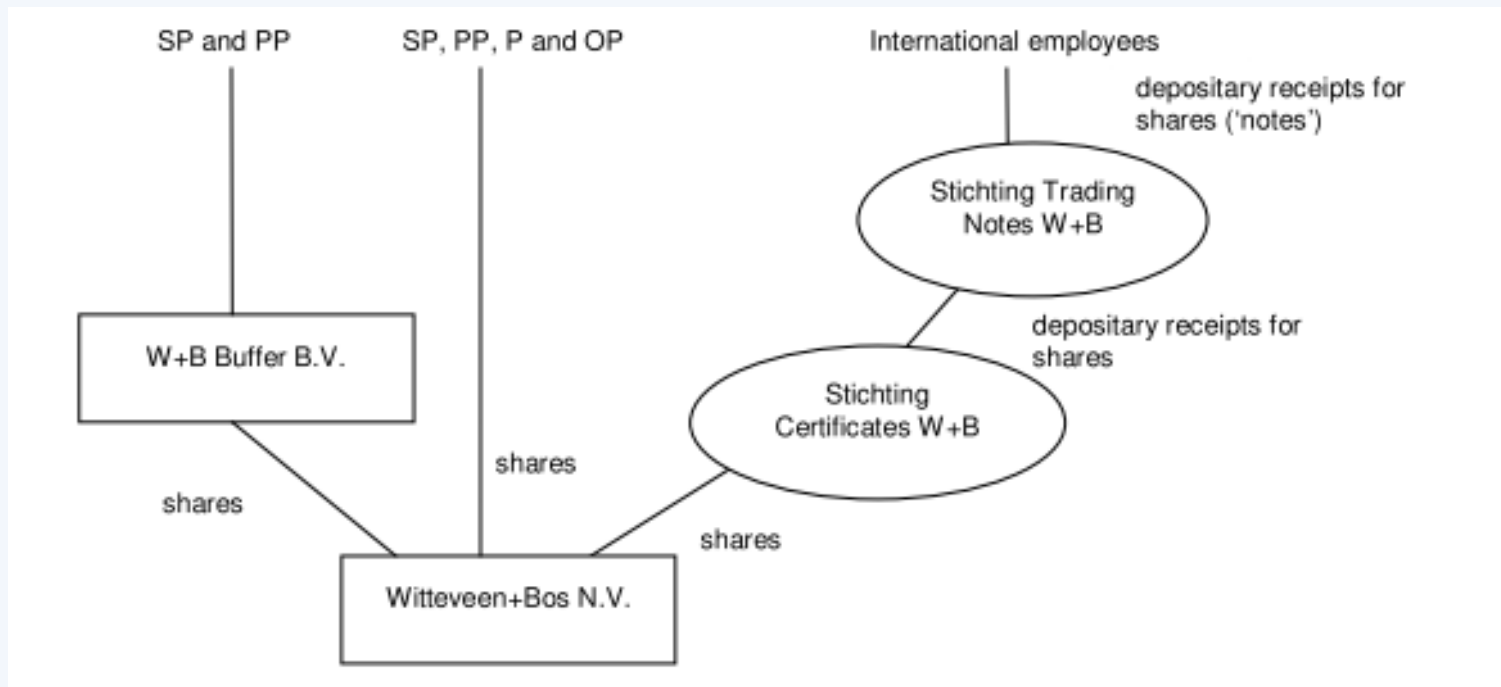 SP and PP
SP, PP, P and OP
International employees
depositary receipts for
shares (‘notes’)
Stichting Trading
Notes W+B
depositary receipts for
shares
W+B Buffer B.V.
Stichting
Certificates W+B
shares
shares
shares
Witteveen+Bos N.V.